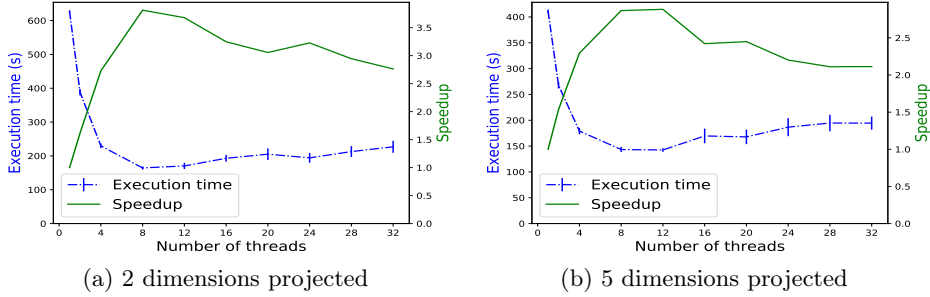 Execution time (s)
600
500
400
300
200
100
0
Execution time
Speedup
0 4 8 12 16 20 24 28 32
Number of threads
3.5
3.0
2.5
2.0
1.5
1.0
0.5
0.0
Speedup
(a) 2 dimensions projected
Execution time (s)
400
350
300
250
200
150
100
50
0
Execution time
Speedup
0 4 8 12 16 20 24 28 32
Number of threads
2.5
2.0
1.5
1.0
0.5
0.0
Speedup
(b) 5 dimensions projected